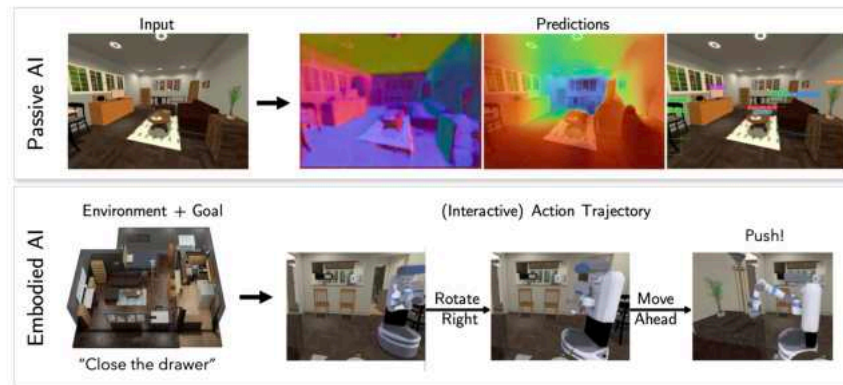 Passive AI
Input
Predictions
Embodied AI
Environment + Goal
(Interactive) Action Trajectory
"Close the drawer"
Rotate
Right
Move
Ahead
Push!